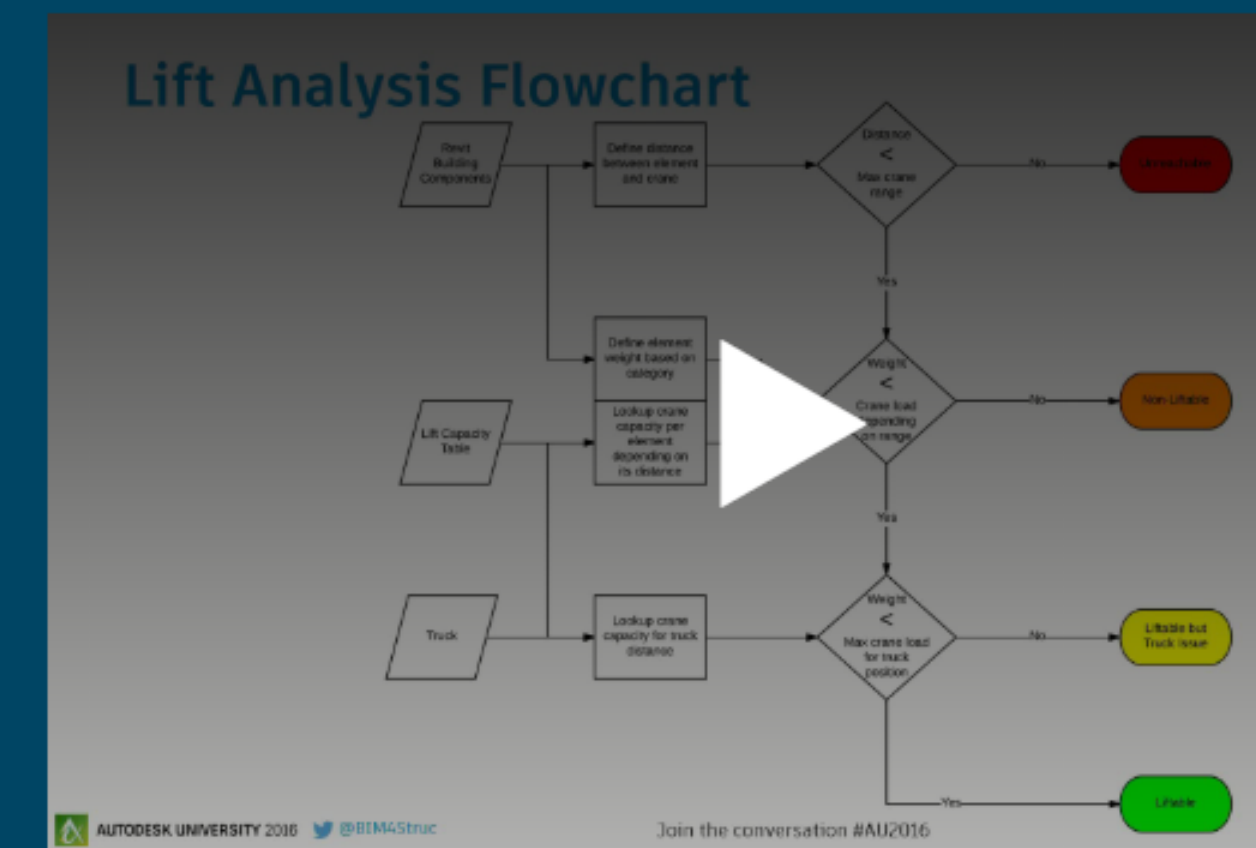 Lift Analysis Flowchart
Revit
Building
Components
Define distance
between element
and crane
Distance
<
Max crane
range
No
Yes
Define element
weight based on
category
Weight
<
Crane load
on range
No
Non-Liftable
Lift Capacity
Table
Lookup crane
capacity per
element
depending on
its distance
Yes
Truck
Lookup crane
capacity for truck
distance
Weight
<
Max crane load
for truck
position
No
Liftable but
Truck issue
Yes
Liftable
AUTODESK UNIVERSITY 2016
@BIM4Struc
Join the conversation #AU2016